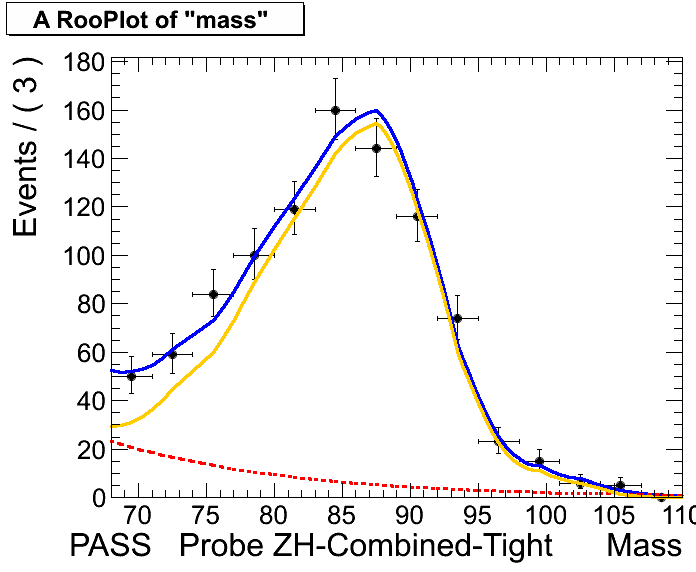 A RooPlot of "mass"
Events / ( 3 )
180
160
140
120
100
80
60
40
20
0
70 75 80 85 90 95 100 105 110
PASS Probe ZH-Combined-Tight Mass